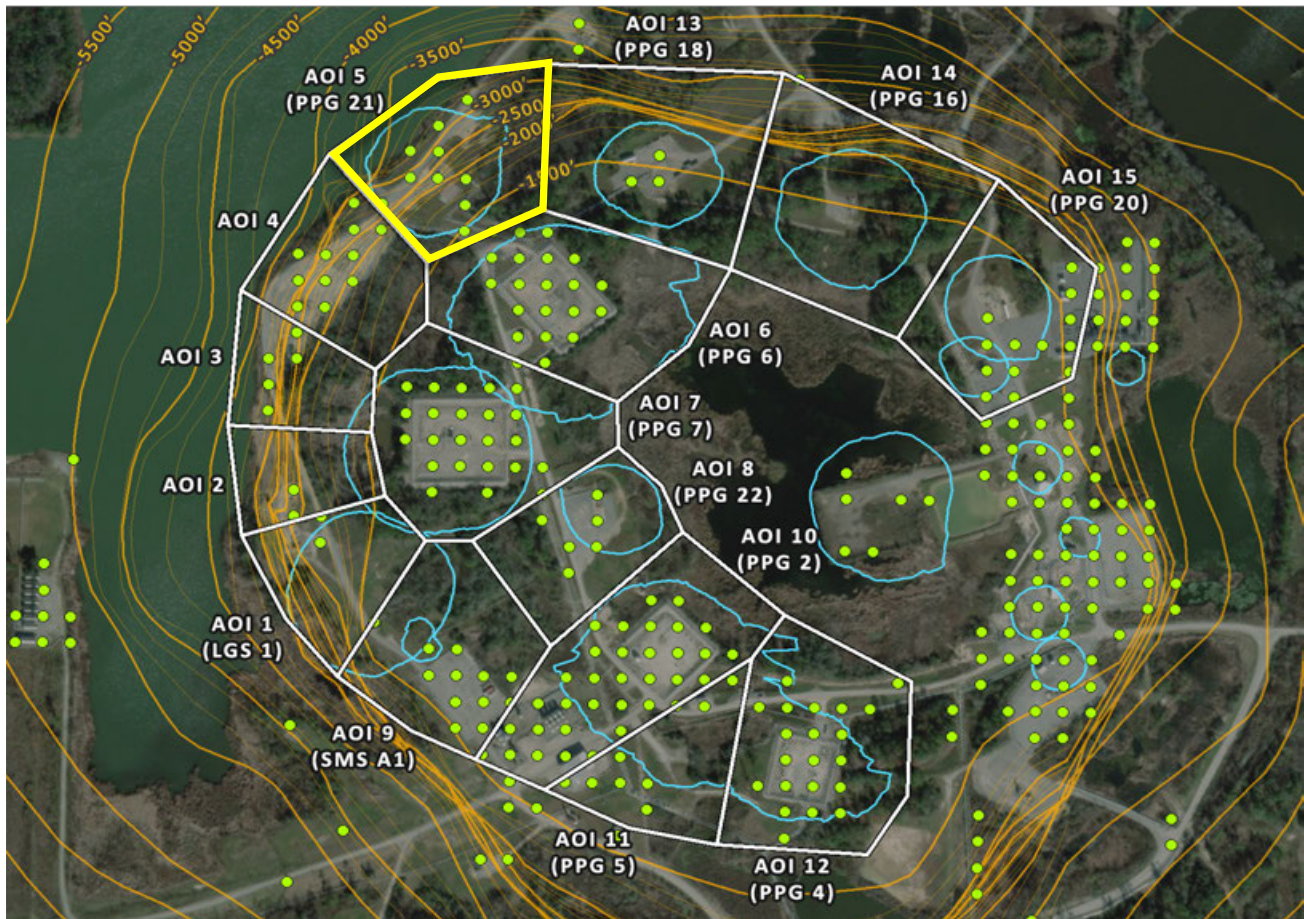 -5500'
-5000'
-4500'
-4000'
-3500'
-3000'
-2500'
-2000'
-1500'
AOI 13
(PPG 18)
AOI 5
(PPG 21)
AOI 14
(PPG 16)
AOI 15
(PPG 20)
AOI 4
AOI 6
(PPG 6)
AOI 3
AOI 7
(PPG 7)
AOI 8
(PPG 22)
AOI 2
AOI 10
(PPG 2)
AOI 1
(LGS 1)
AOI 9
(SMS A1)
AOI 11
(PPG 5)
AOI 12
(PPG 4)